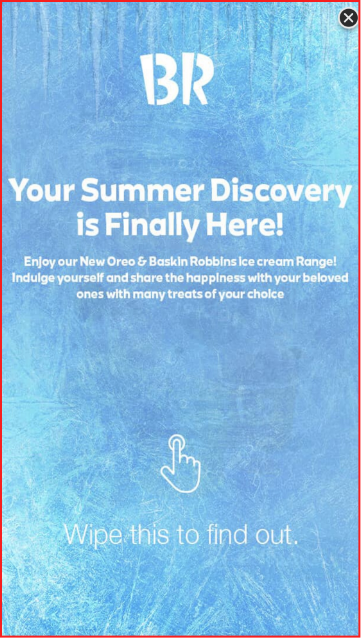 BR
Your Summer Discovery
is Finally Here!
Enjoy our New Oreo & Baskin Robbins ice cream Range!
Indulge yourself and share the happiness with your beloved
ones with many treats of your choice
Wipe this to find out.